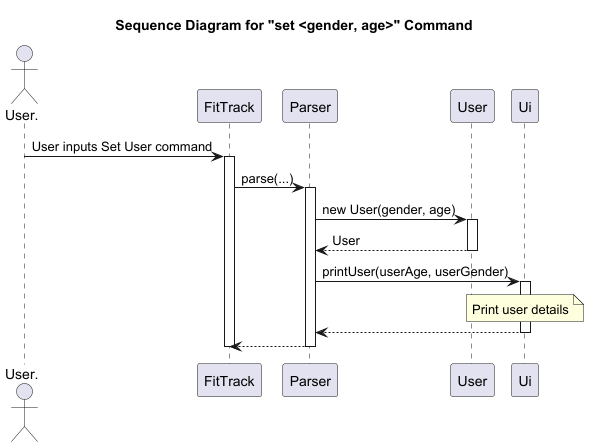 Sequence Diagram for "set <gender, age>" Command
User.
FitTrack
Parser
User
Ui
User inputs Set User command
parse(...)
new User(gender, age)
User
printUser(userAge, userGender)
Print user details
User.
FitTrack
Parser
User
Ui